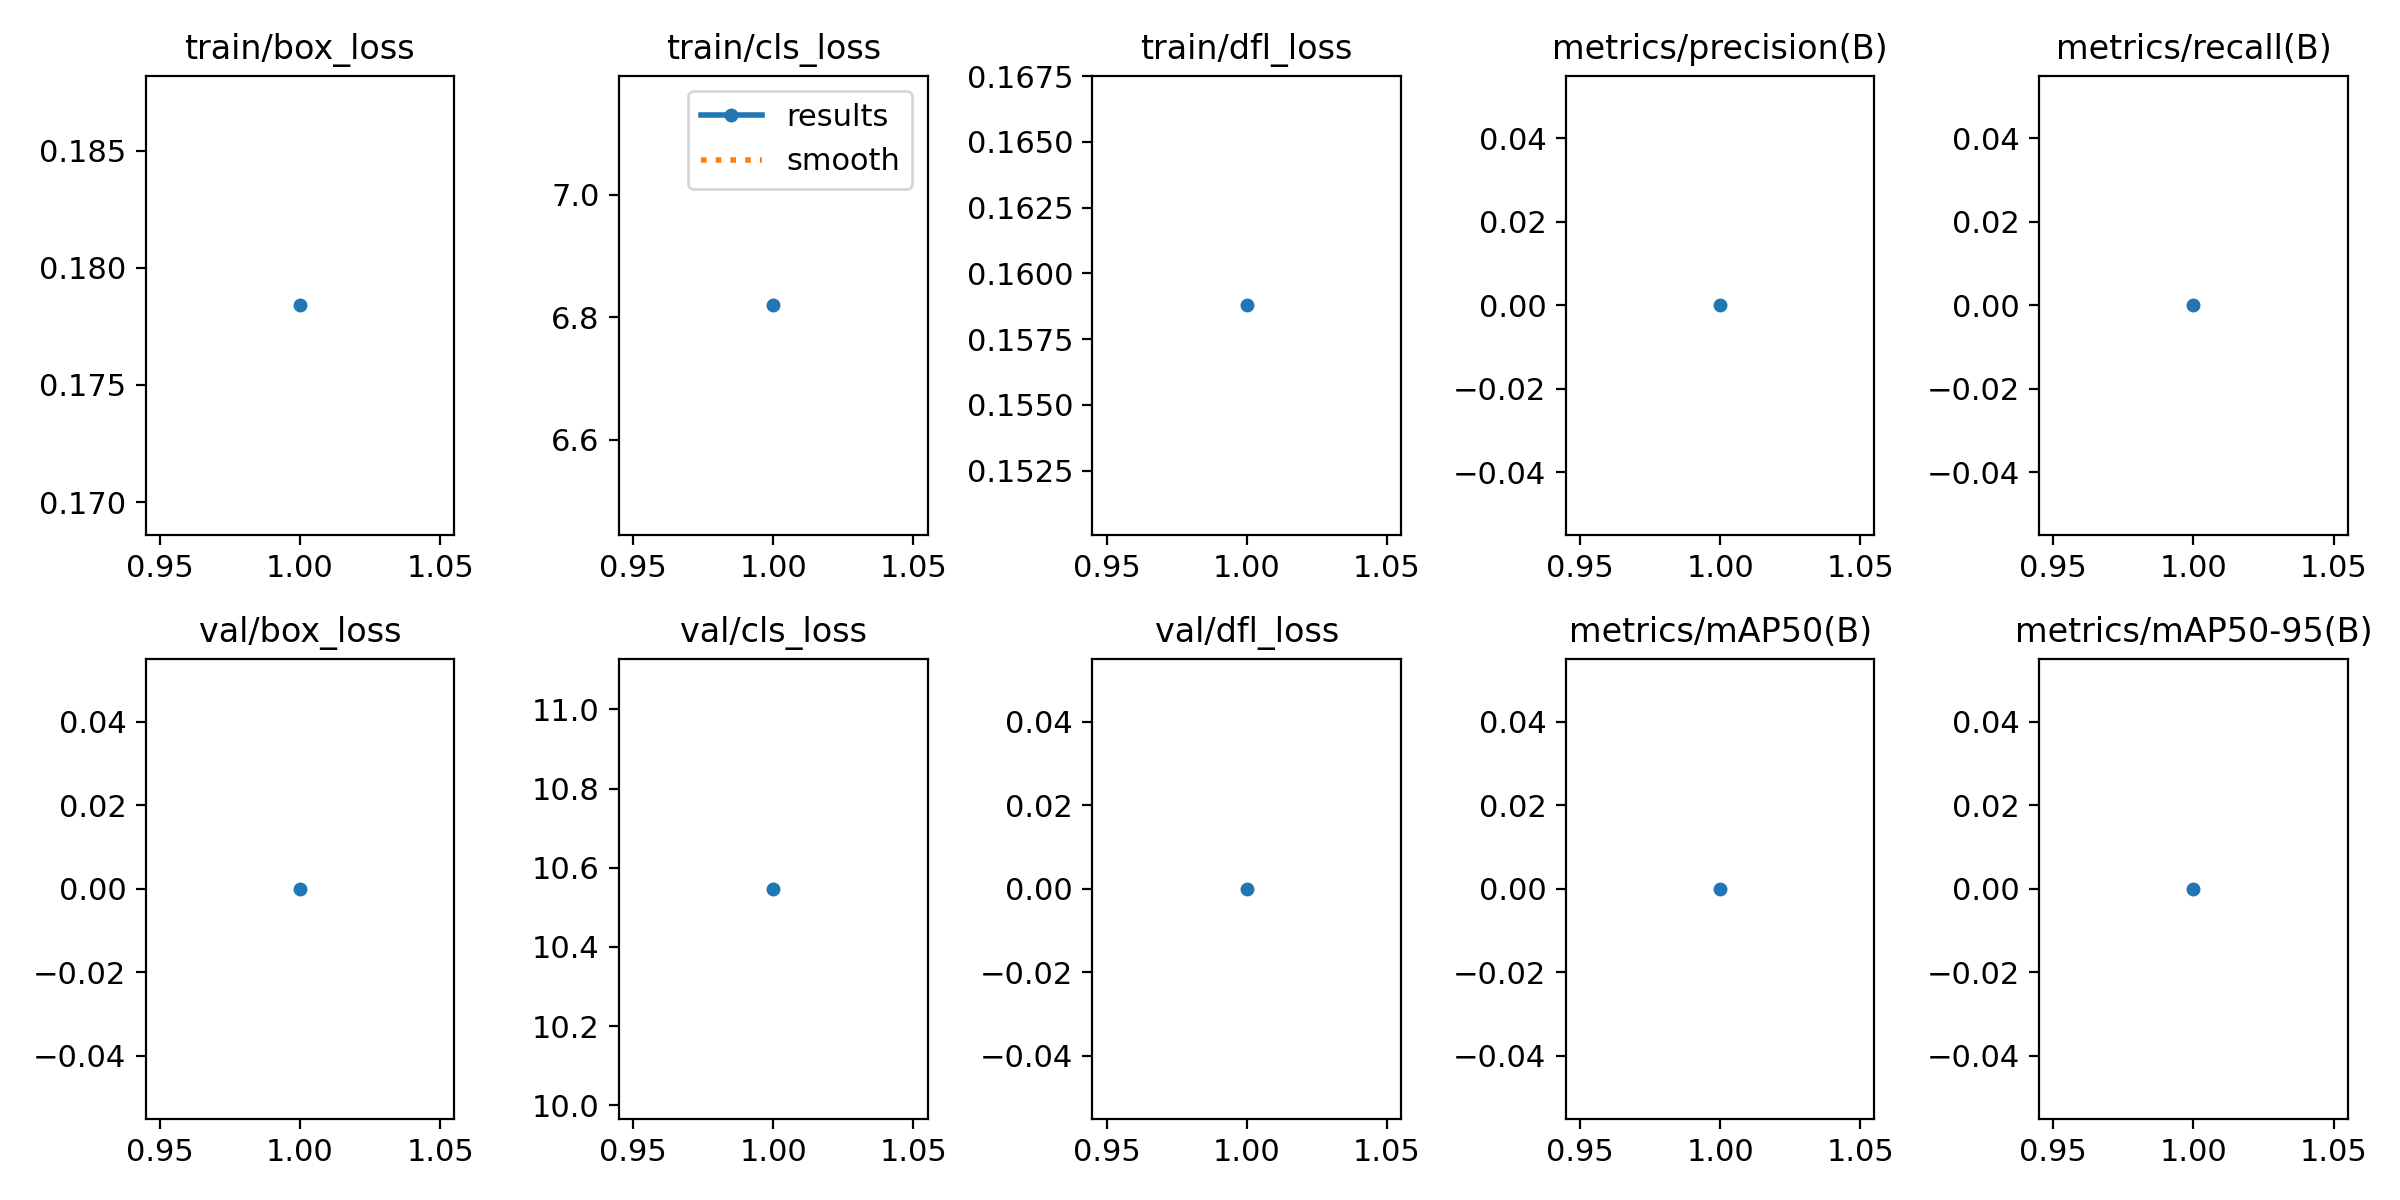 train/box_loss
0.185
0.180
0.175
0.170
0.95 1.00 1.05
train/cls_loss
results
smooth
7.0
6.8
6.6
0.95 1.00 1.05
train/dfl_loss
0.1675
0.1650
0.1625
0.1600
0.1575
0.1550
0.1525
0.95 1.00 1.05
metrics/precision(B)
0.04
0.02
0.00
−0.02
−0.04
0.95 1.00 1.05
metrics/recall(B)
0.04
0.02
0.00
−0.02
−0.04
0.95 1.00 1.05
val/box_loss
0.04
0.02
0.00
−0.02
−0.04
0.95 1.00 1.05
val/cls_loss
11.0
10.8
10.6
10.4
10.2
10.0
0.95 1.00 1.05
val/dfl_loss
0.04
0.02
0.00
−0.02
−0.04
0.95 1.00 1.05
metrics/mAP50(B)
0.04
0.02
0.00
−0.02
−0.04
0.95 1.00 1.05
metrics/mAP50-95(B)
0.04
0.02
0.00
−0.02
−0.04
0.95 1.00 1.05